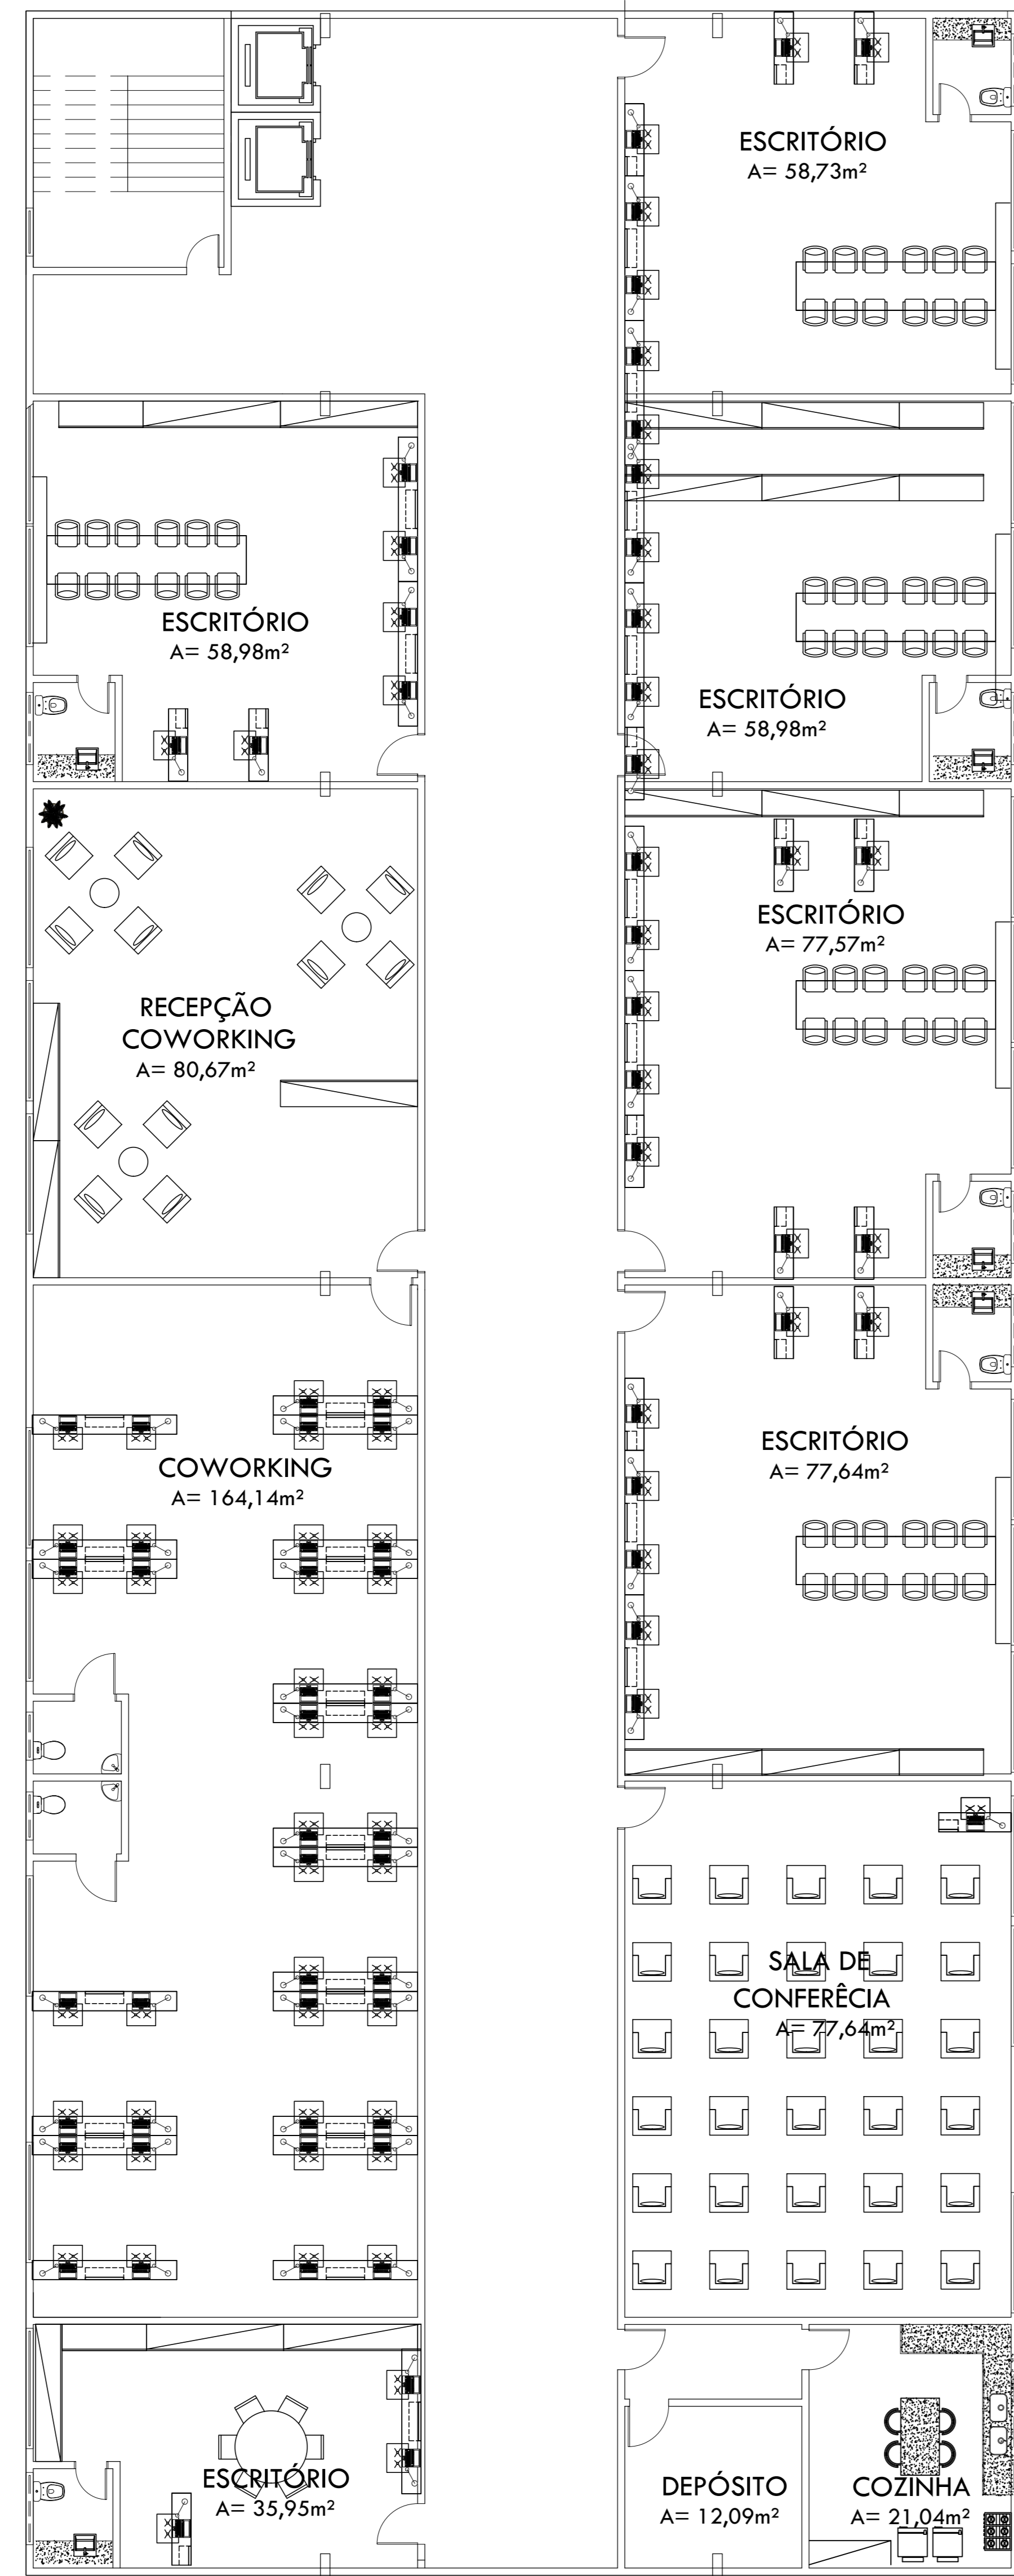 ESCRITÓRIO
A= 58,73m²
ESCRITÓRIO
A= 58,98m²
ESCRITÓRIO
A= 58,98m²
ESCRITÓRIO
A= 77,57m²
RECEPÇÃO
COWORKING
A= 80,67m²
ESCRITÓRIO
A= 77,64m²
COWORKING
A= 164,14m²
SALA DE
CONFERÊCIA
A= 77,64m²
ESCRITÓRIO
A= 35,95m²
DEPÓSITO
A= 12,09m²
COZINHA
A= 21,04m²